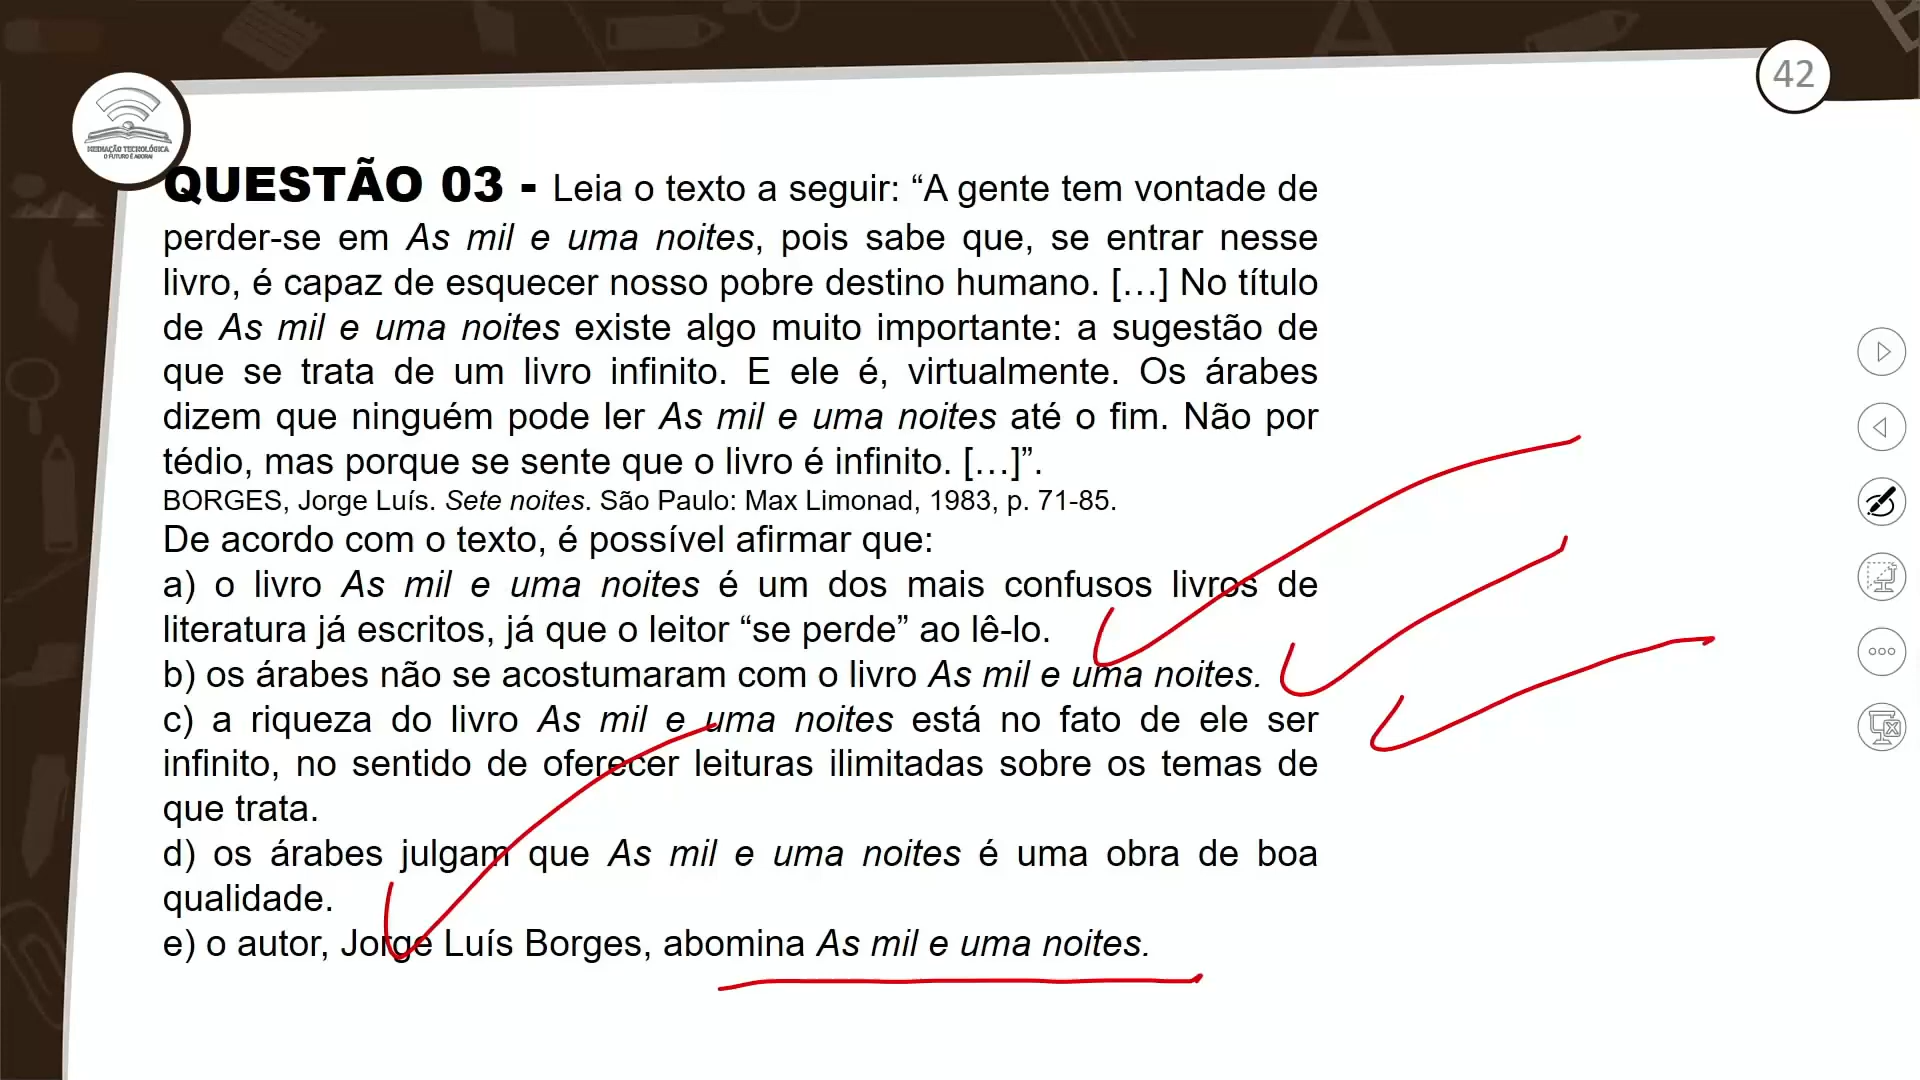 42
MEDIAÇÃO TECNOLÓGICA
O FUTURO É AGORA!
QUESTÃO 03 - Leia o texto a seguir: “A gente tem vontade de
perder-se em As mil e uma noites, pois sabe que, se entrar nesse
livro, é capaz de esquecer nosso pobre destino humano. […] No título
de As mil e uma noites existe algo muito importante: a sugestão de
que se trata de um livro infinito. E ele é, virtualmente. Os árabes
dizem que ninguém pode ler As mil e uma noites até o fim. Não por
tédio, mas porque se sente que o livro é infinito. […]”.
BORGES, Jorge Luís. Sete noites. São Paulo: Max Limonad, 1983, p. 71-85.
De acordo com o texto, é possível afirmar que:
a) o livro As mil e uma noites é um dos mais confusos livros de
literatura já escritos, já que o leitor “se perde” ao lê-lo.
b) os árabes não se acostumaram com o livro As mil e uma noites.
c) a riqueza do livro As mil e uma noites está no fato de ele ser
infinito, no sentido de oferecer leituras ilimitadas sobre os temas de
que trata.
d) os árabes julgam que As mil e uma noites é uma obra de boa
qualidade.
e) o autor, Jorge Luís Borges, abomina As mil e uma noites.